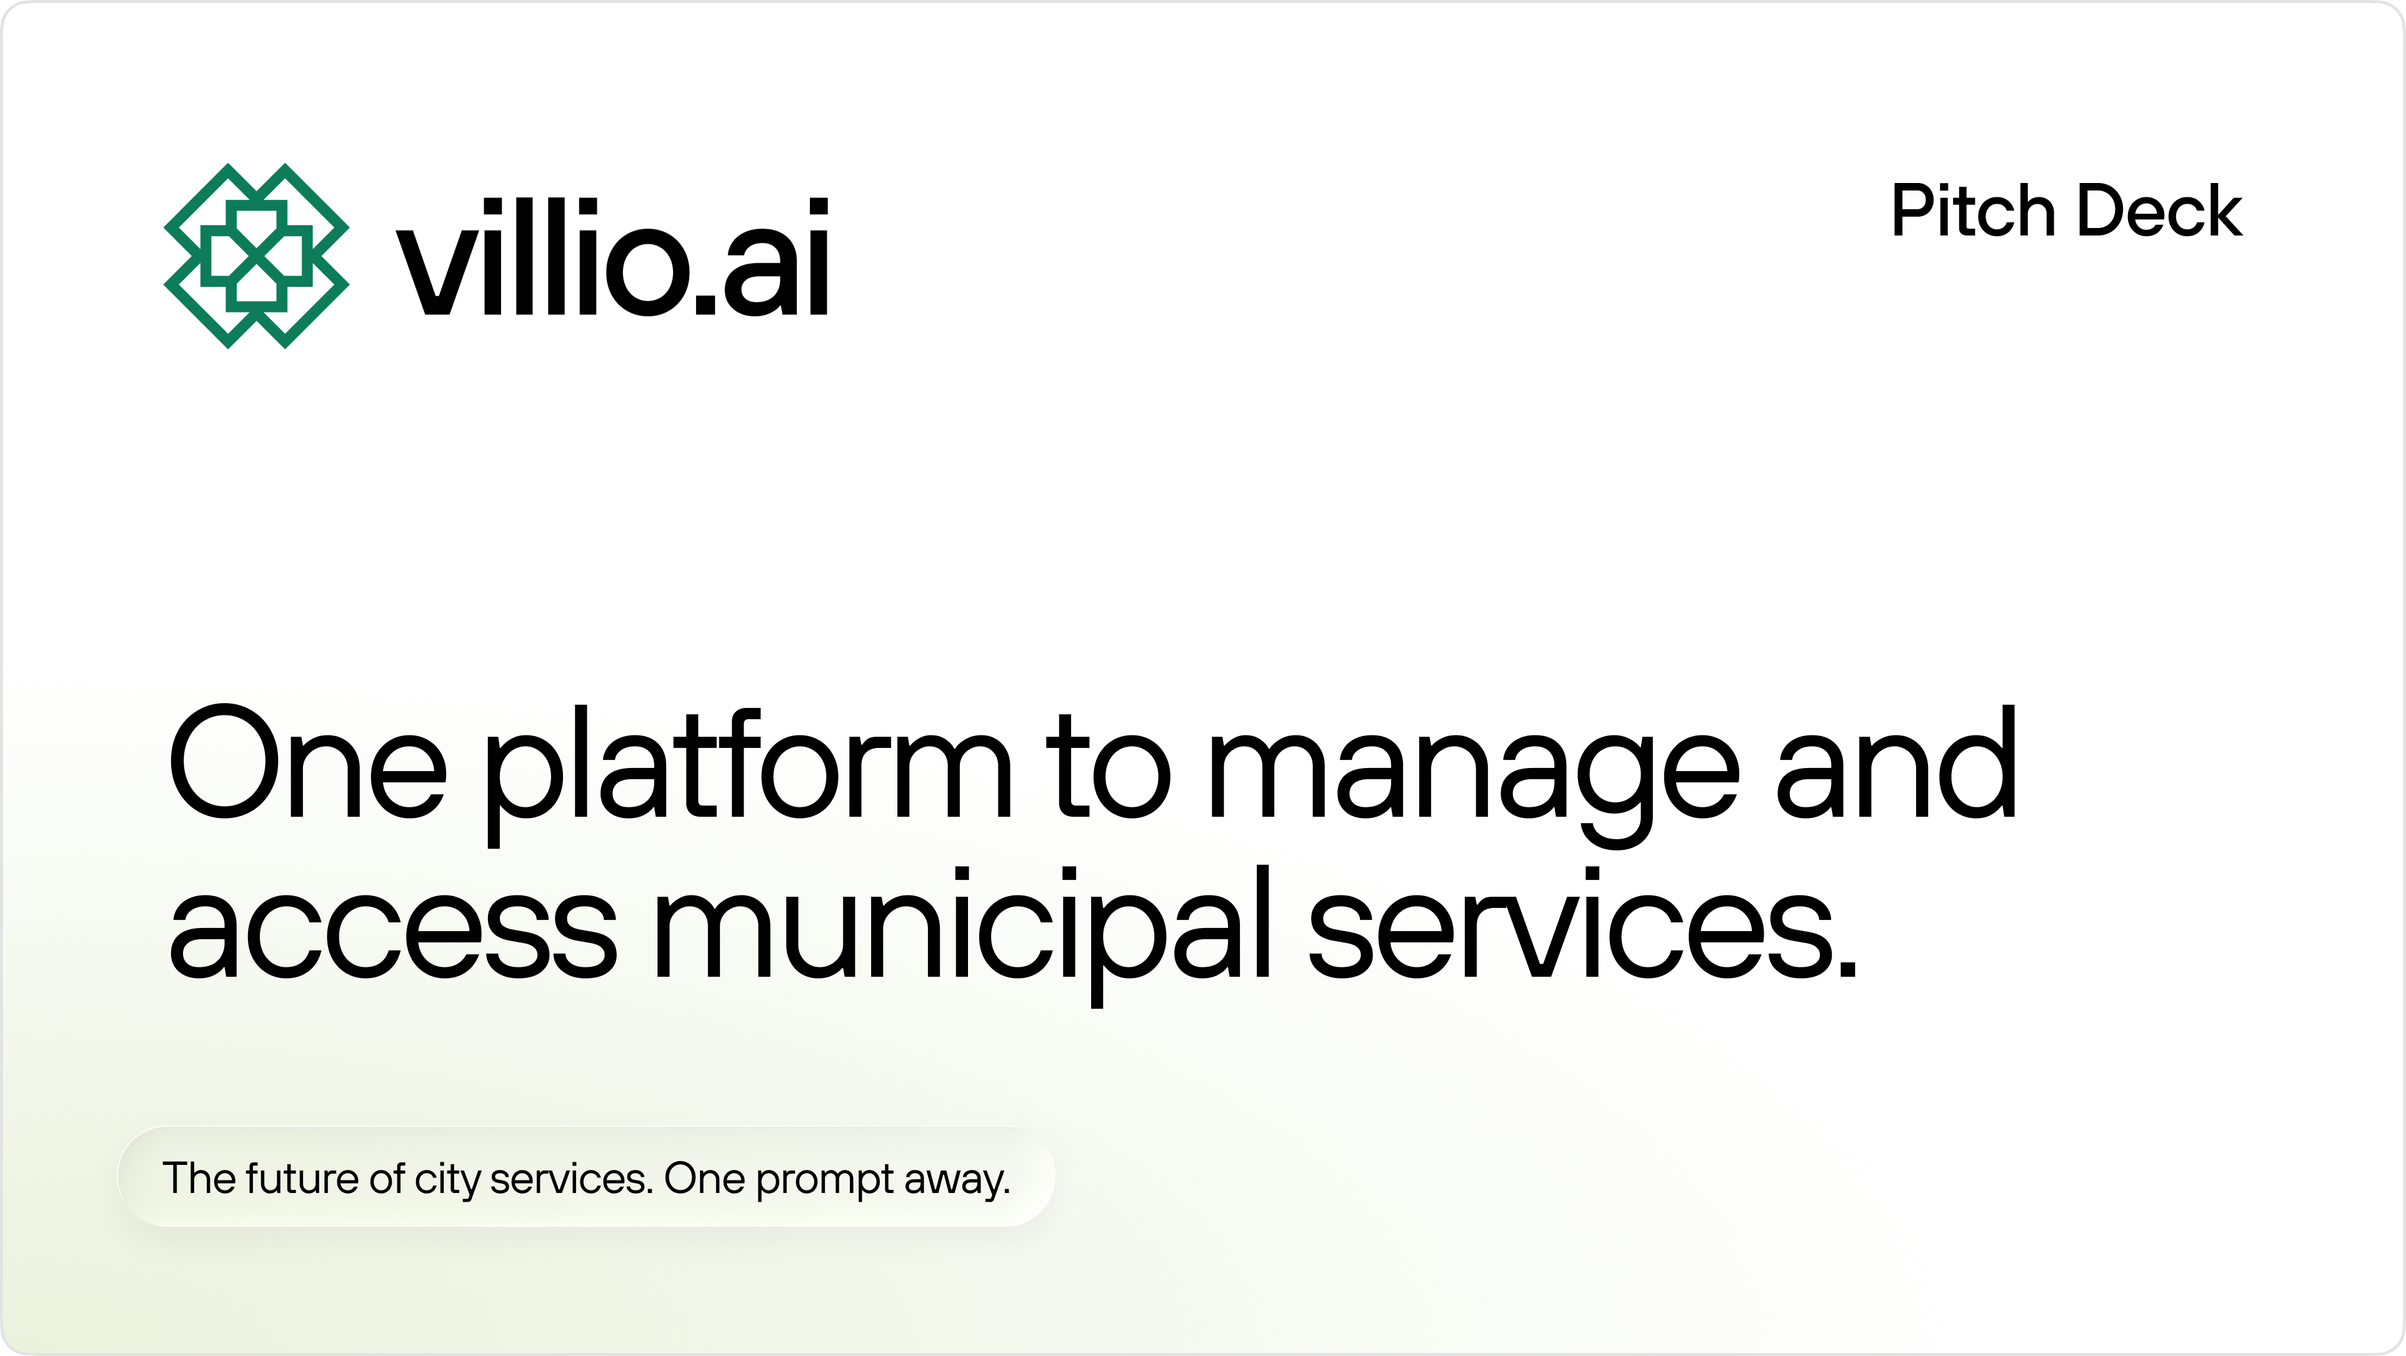 villio.ai
Pitch Deck
One platform to manage and
access municipal services.
The future of city services. One prompt away.